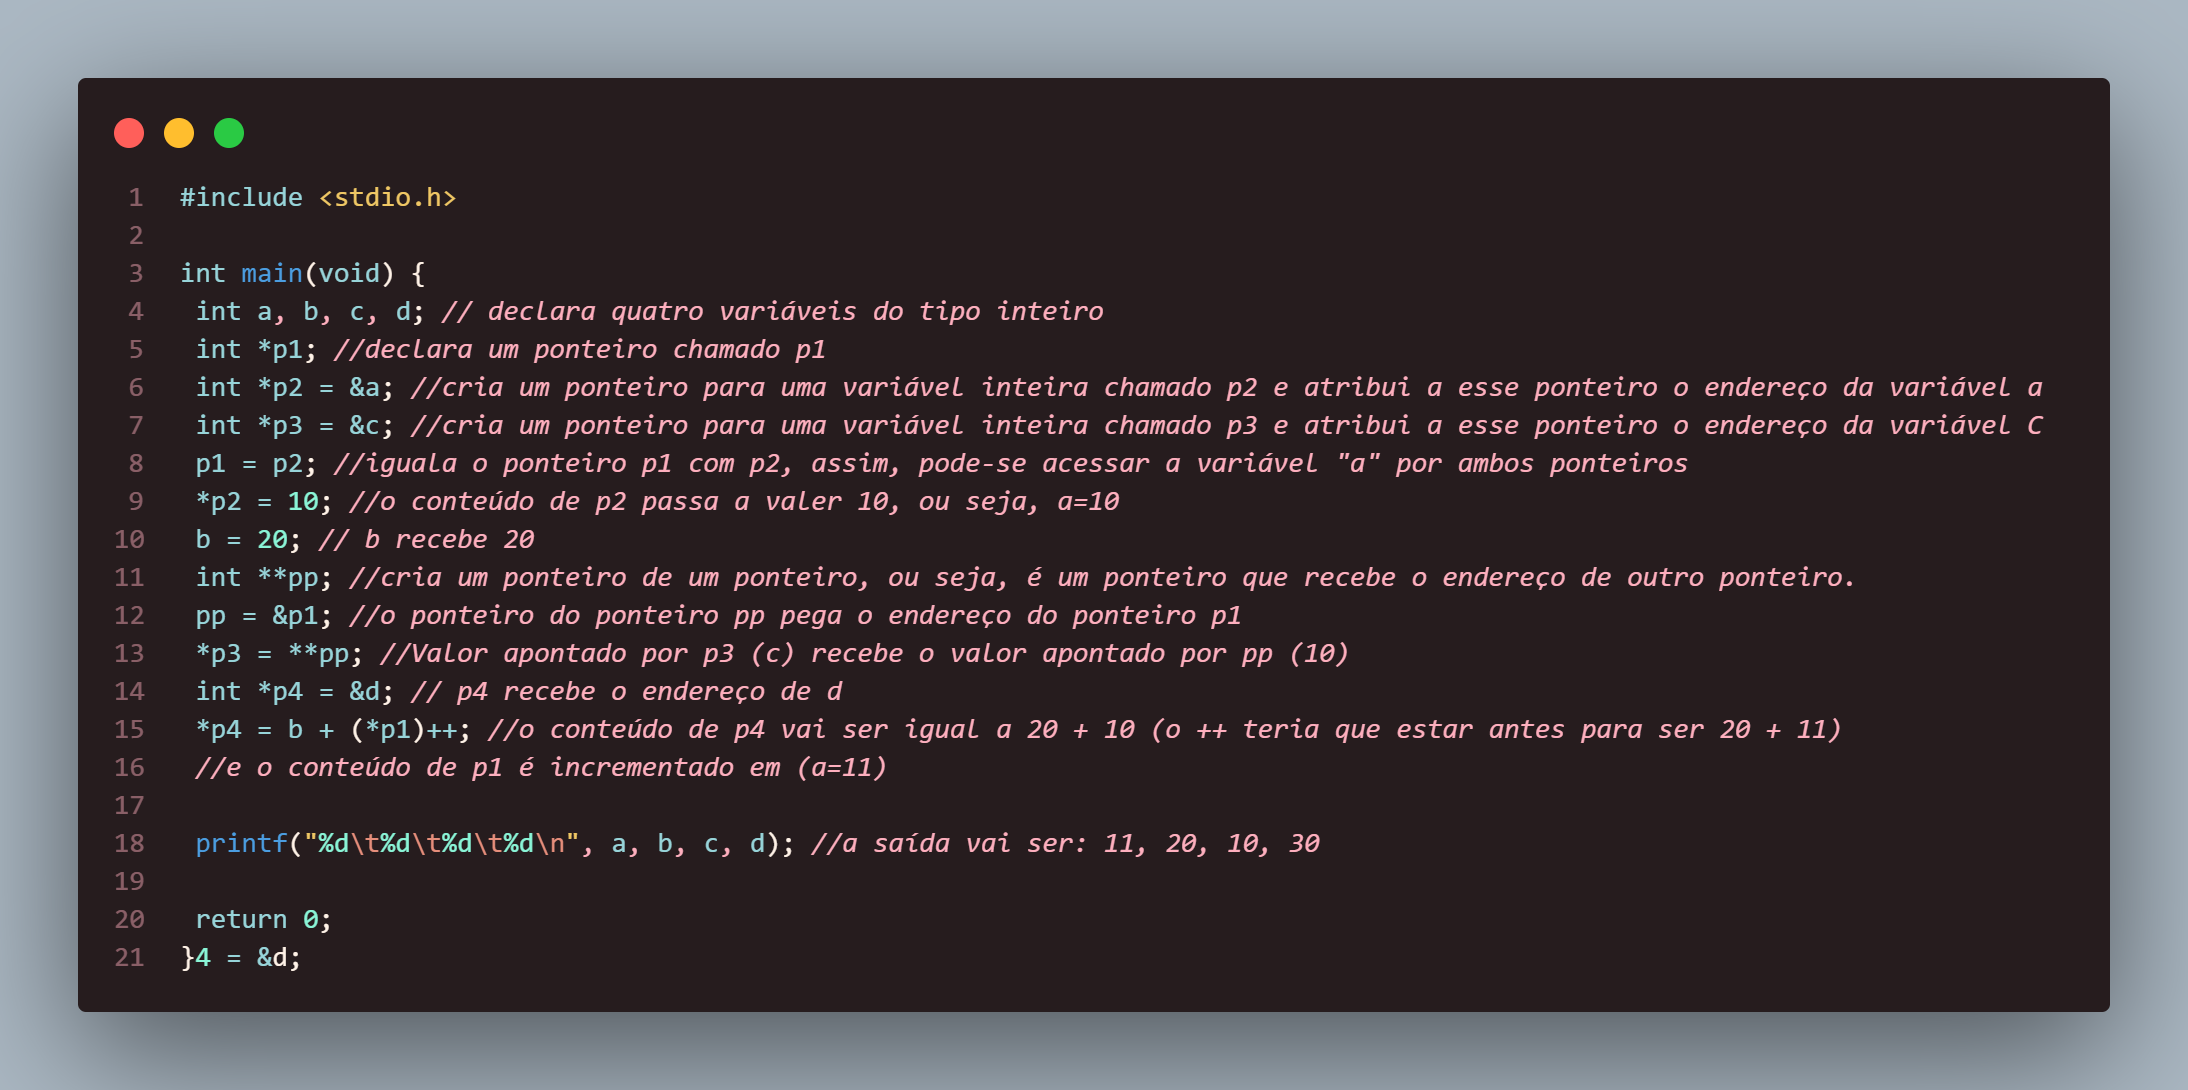 1 #include <stdio.h>
2
3 int main(void) {
4 int a, b, c, d; // declara quatro variáveis do tipo inteiro
5 int *p1; //declara um ponteiro chamado p1
6 int *p2 = &a; //cria um ponteiro para uma variável inteira chamado p2 e atribui a esse ponteiro o endereço da variável a
7 int *p3 = &c; //cria um ponteiro para uma variável inteira chamado p3 e atribui a esse ponteiro o endereço da variável C
8 p1 = p2; //iguala o ponteiro p1 com p2, assim, pode-se acessar a variável "a" por ambos ponteiros
9 *p2 = 10; //o conteúdo de p2 passa a valer 10, ou seja, a=10
10 b = 20; // b recebe 20
11 int **pp; //cria um ponteiro de um ponteiro, ou seja, é um ponteiro que recebe o endereço de outro ponteiro.
12 pp = &p1; //o ponteiro do ponteiro pp pega o endereço do ponteiro p1
13 *p3 = **pp; //Valor apontado por p3 (c) recebe o valor apontado por pp (10)
14 int *p4 = &d; // p4 recebe o endereço de d
15 *p4 = b + (*p1)++; //o conteúdo de p4 vai ser igual a 20 + 10 (o ++ teria que estar antes para ser 20 + 11)
16 //e o conteúdo de p1 é incrementado em (a=11)
17
18 printf("%d\t%d\t%d\t%d\n", a, b, c, d); //a saída vai ser: 11, 20, 10, 30
19
20 return 0;
21 }4 = &d;